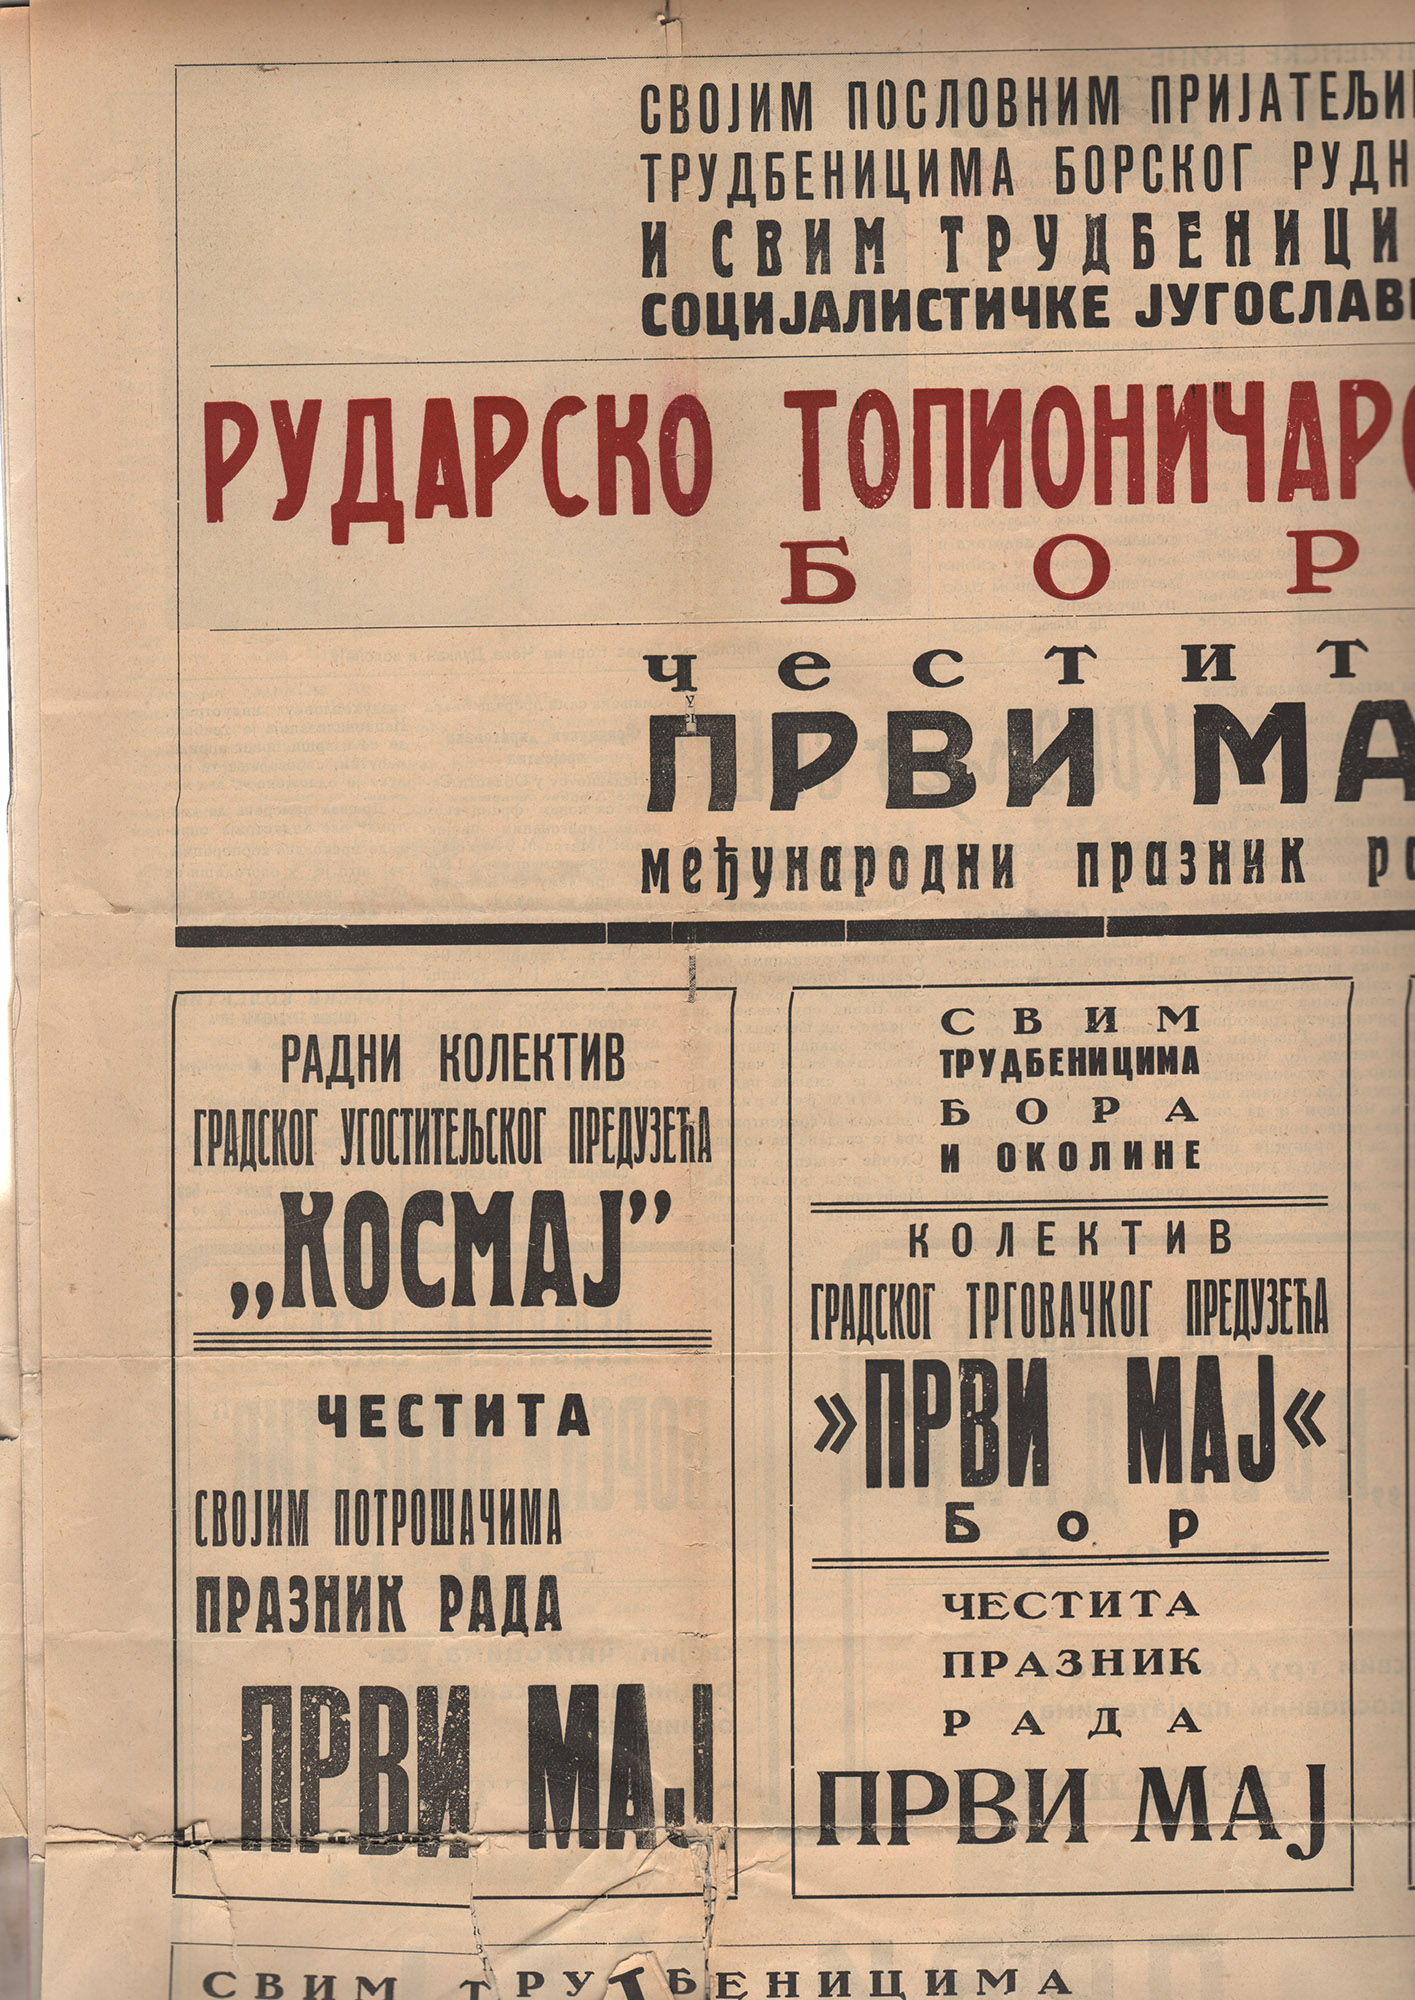 СВОЈИМ ПОСЛОВНИМ ПРИЈАТЕЉИ
ТРУДБЕНИЦИМА БОРСКОГ РУДН
И СВИМ ТРУДБЕНИЦИ
СОЦИЈАЛИСТИЧКЕ ЈУГОСЛАВ
РУДАРСКО ТОПИОНИЧАРС
БОР
честит
ПРВИ МА
међународни празник ра
РАДНИ КОЛЕКТИВ
ГРАДСКОГ УГОСТИТЕЉСКОГ ПРЕДУЗЕЋА
„КОСМАЈ”
ЧЕСТИТА
СВОЈИМ ПОТРОШАЧИМА
ПРАЗНИК РАДА
ПРВИ МАЈ
СВИМ
ТРУДБЕНИЦИМА
БОРА
И ОКОЛИНЕ
КОЛЕКТИВ
ГРАДСКОГ ТРГОВАЧКОГ ПРЕДУЗЕЋА
»ПРВИ МАЈ«
Бор
ЧЕСТИТА
ПРАЗНИК
РАДА
ПРВИ МАЈ
СВИМ ТРУДБЕНИЦИМА